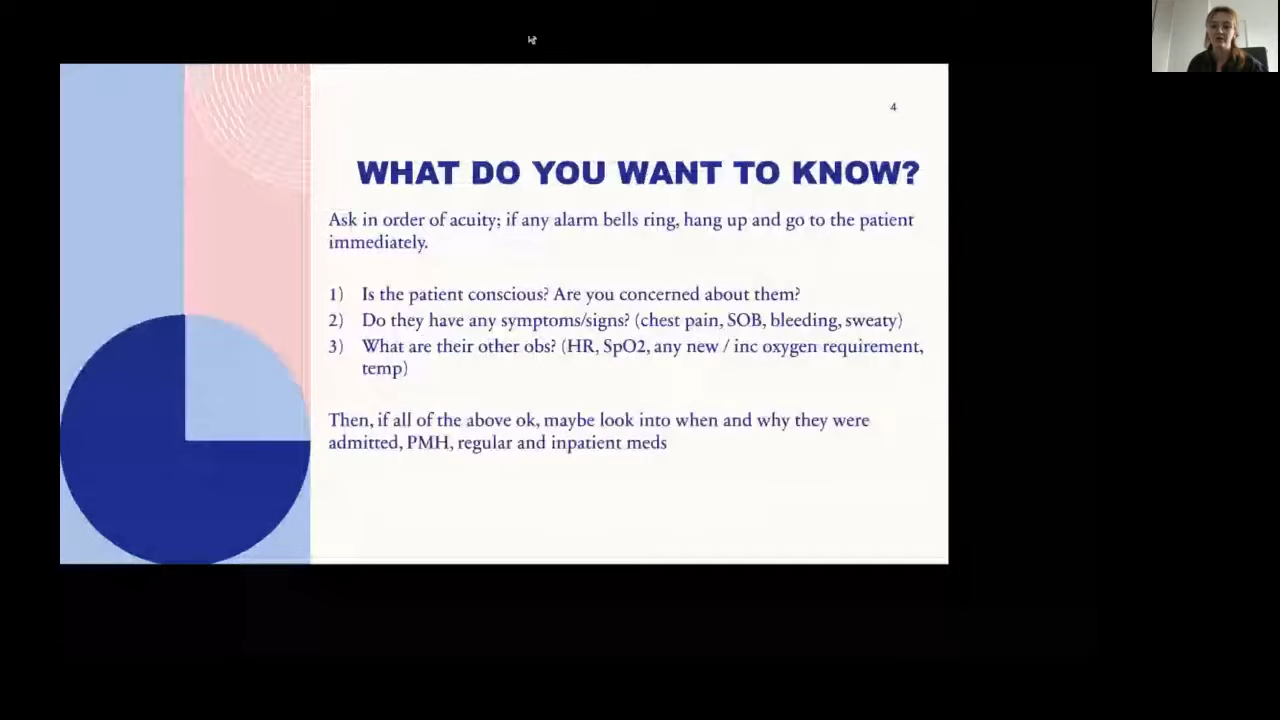 4
WHAT DO YOU WANT TO KNOW?
Ask in order of acuity; if any alarm bells ring, hang up and go to the patient
immediately.
1) Is the patient conscious? Are you concerned about them?
2) Do they have any symptoms/signs? (chest pain, SOB, bleeding, sweaty)
3) What are their other obs? (HR, SpO2, any new / inc oxygen requirement,
temp)
Then, if all of the above ok, maybe look into when and why they were
admitted, PMH, regular and inpatient meds